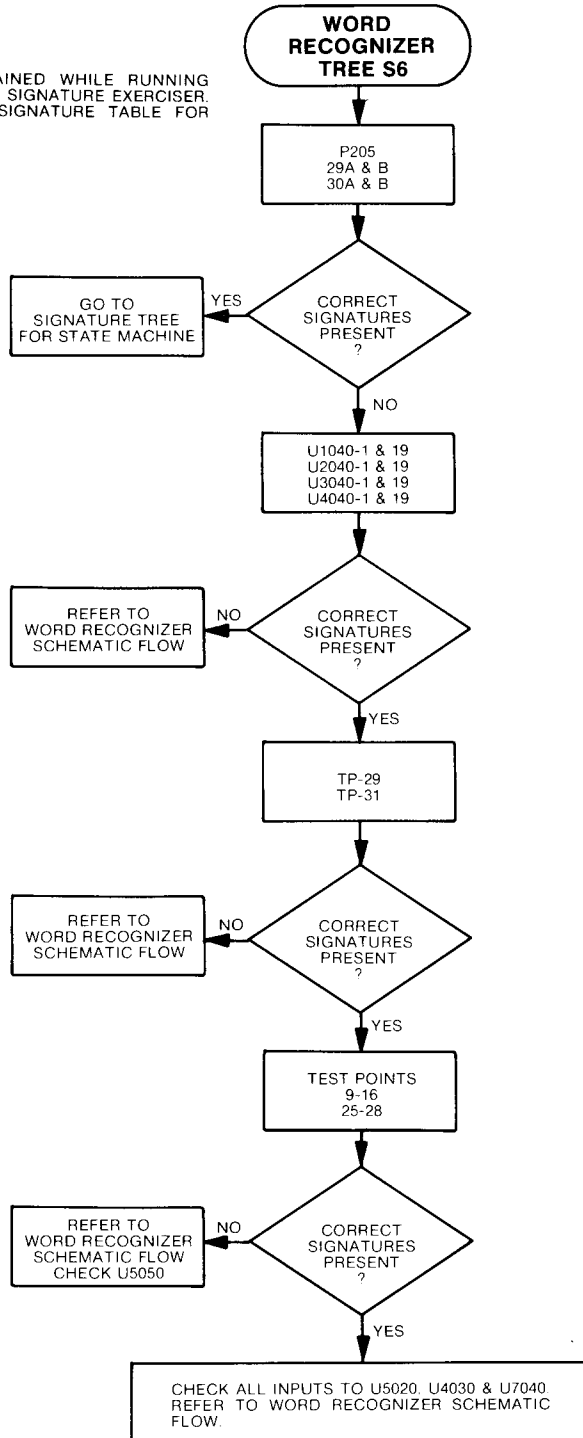 WORD
RECOGNIZER
TREE S6
AINED WHILE RUNNING
SIGNATURE EXERCISER.
SIGNATURE TABLE FOR
P205
29A & B
30A & B
CORRECT
SIGNATURES
PRESENT
?
YES
GO TO
SIGNATURE TREE
FOR STATE MACHINE
NO
U1040-1 & 19
U2040-1 & 19
U3040-1 & 19
U4040-1 & 19
CORRECT
SIGNATURES
PRESENT
?
NO
REFER TO
WORD RECOGNIZER
SCHEMATIC FLOW
YES
TP-29
TP-31
CORRECT
SIGNATURES
PRESENT
?
NO
REFER TO
WORD RECOGNIZER
SCHEMATIC FLOW
YES
TEST POINTS
9-16
25-28
CORRECT
SIGNATURES
PRESENT
?
NO
REFER TO
WORD RECOGNIZER
SCHEMATIC FLOW
CHECK U5050
YES
CHECK ALL INPUTS TO U5020, U4030 & U7040.
REFER TO WORD RECOGNIZER SCHEMATIC
FLOW.